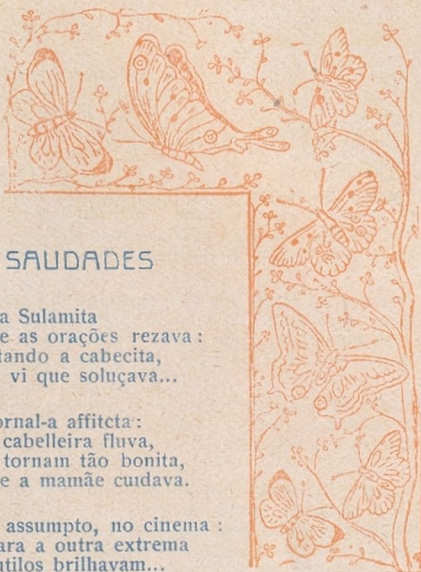 SAUDADES
a Sulamita
e as orações rezava:
tando a cabecita,
vi que soluçava...
ornal-a affitcta:
cabelleira fluva,
tornam tão bonita,
e a mamãe cuidava.
assumpto, no cinema:
ara a outra extrema
utilos brilhavam...